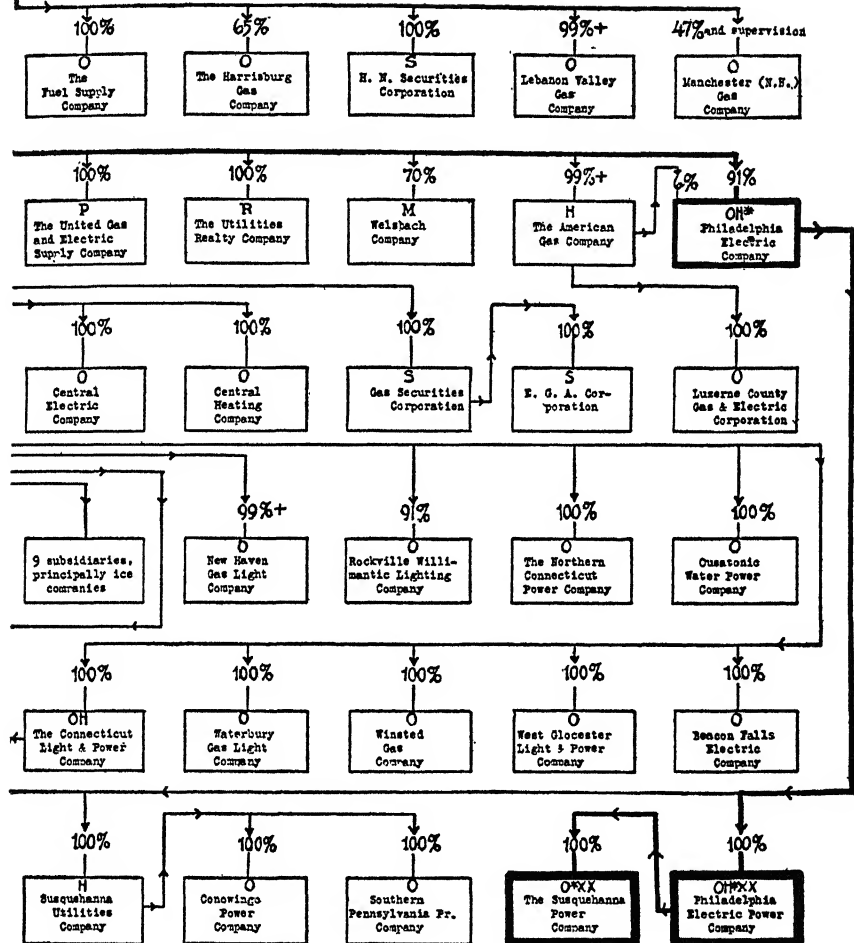 100%
65%
100%
99%+
47% and supervision
O
The
Fuel Supply
Company
O
The Harrisburg
Gas
Company
S
H. N. Securities
Corporation
O
Lebanon Valley
Gas
Company
O
Manchester (N.H.)
Gas
Company
100%
100%
70%
99%+
6%
91%
P
The United Gas
and Electric
Supply Company
R
The Utilities
Realty Company
M
Welsbach
Company
H
The American
Gas Company
OH*
Philadelphia
Electric
Company
100%
100%
100%
100%
100%
O
Central
Electric
Company
O
Central
Heating
Company
S
Gas Securities
Corporation
S
E. G. A. Cor-
poration
O
Luzerne County
Gas & Electric
Corporation
99%+
91%
100%
100%
9 subsidiaries,
principally ice
companies
O
New Haven
Gas Light
Company
O
Rockville Willi-
mantic Lighting
Company
O
The Northern
Connecticut
Power Company
O
Ousatonic
Water Power
Company
100%
100%
100%
100%
100%
OH
The Connecticut
Light & Power
Company
O
Waterbury
Gas Light
Company
O
Winsted
Gas
Company
O
West Glocester
Light & Power
Company
O
Beacon Falls
Electric
Company
100%
100%
100%
100%
100%
H
Susquehanna
Utilities
Company
O
Conowingo
Power
Company
O
Southern
Pennsylvania Pr.
Company
O*XX
The Susquehanna
Power
Company
OH*XX
Philadelphia
Electric Power
Company